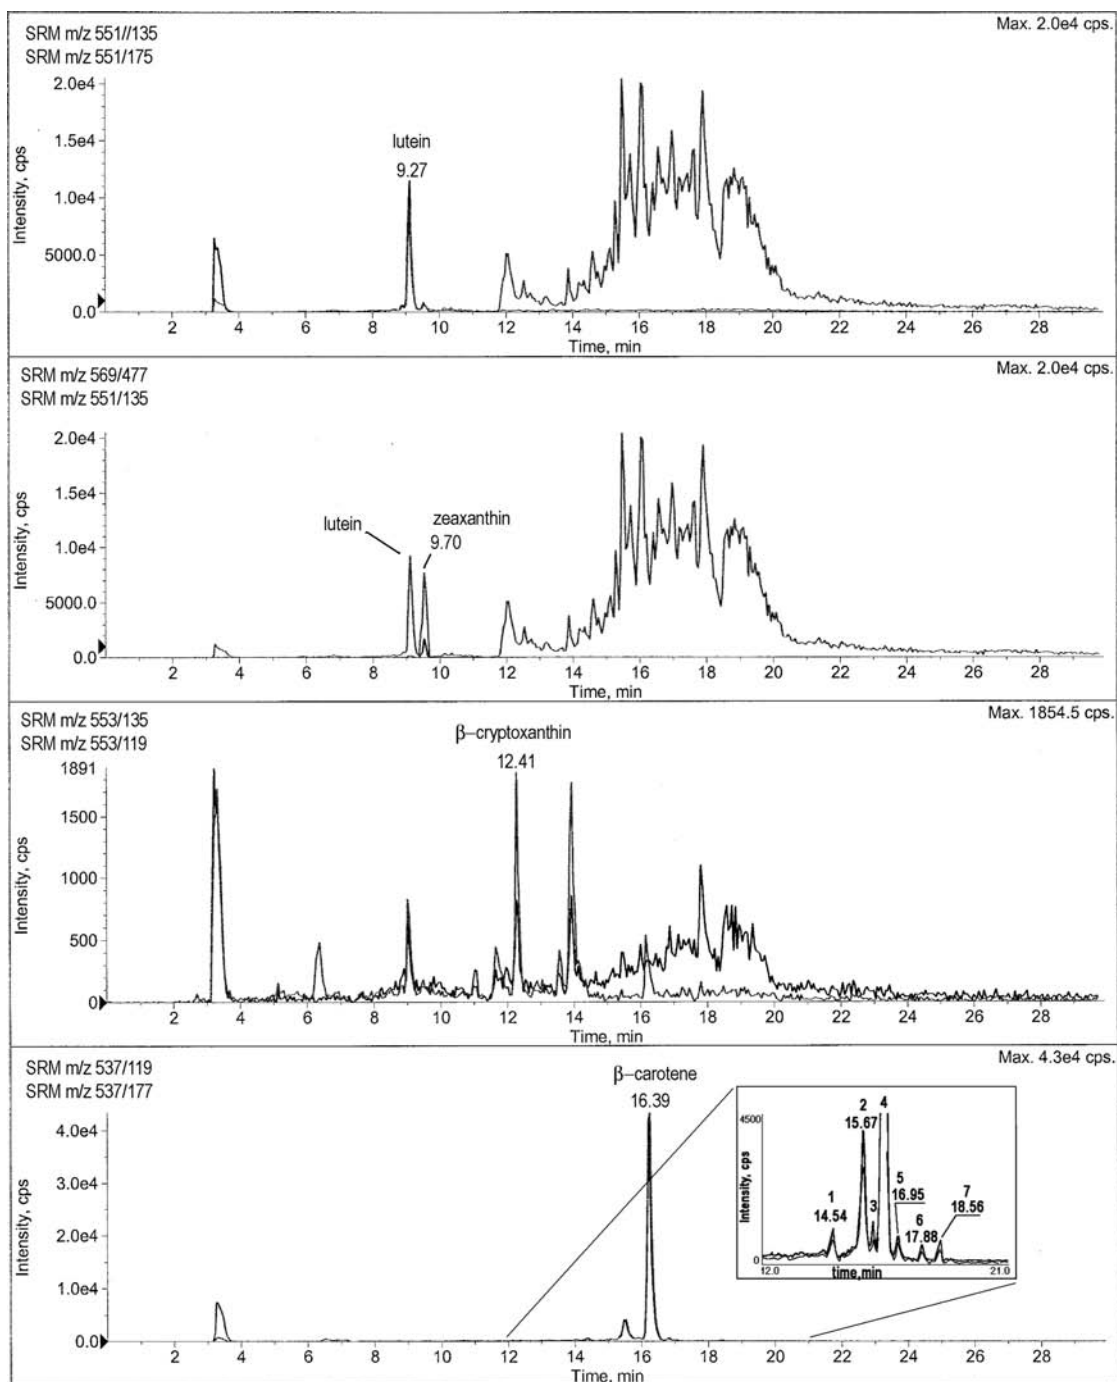 SRM m/z 551//135
SRM m/z 551/175
Max. 2.0e4 cps.
2.0e4
1.5e4
1.0e4
5000.0
0.0
Intensity, cps
lutein
9.27
2 4 6 8 10 12 14 16 18 20 22 24 26 28
Time, min
SRM m/z 569/477
SRM m/z 551/135
Max. 2.0e4 cps.
2.0e4
1.5e4
1.0e4
5000.0
0.0
Intensity, cps
lutein
zeaxanthin
9.70
2 4 6 8 10 12 14 16 18 20 22 24 26 28
Time, min
SRM m/z 553/135
SRM m/z 553/119
Max. 1854.5 cps.
1891
1500
1000
500
0
Intensity, cps
β–cryptoxanthin
12.41
2 4 6 8 10 12 14 16 18 20 22 24 26 28
Time, min
SRM m/z 537/119
SRM m/z 537/177
Max. 4.3e4 cps.
4.0e4
3.0e4
2.0e4
1.0e4
0.0
Intensity, cps
β–carotene
16.39
4500
0
Intensity, cps
1
14.54
2
15.67
3
4
5
16.95
6
17.88
7
18.56
12.0
21.0
time,min
2 4 6 8 10 12 14 16 18 20 22 24 26 28
Time, min